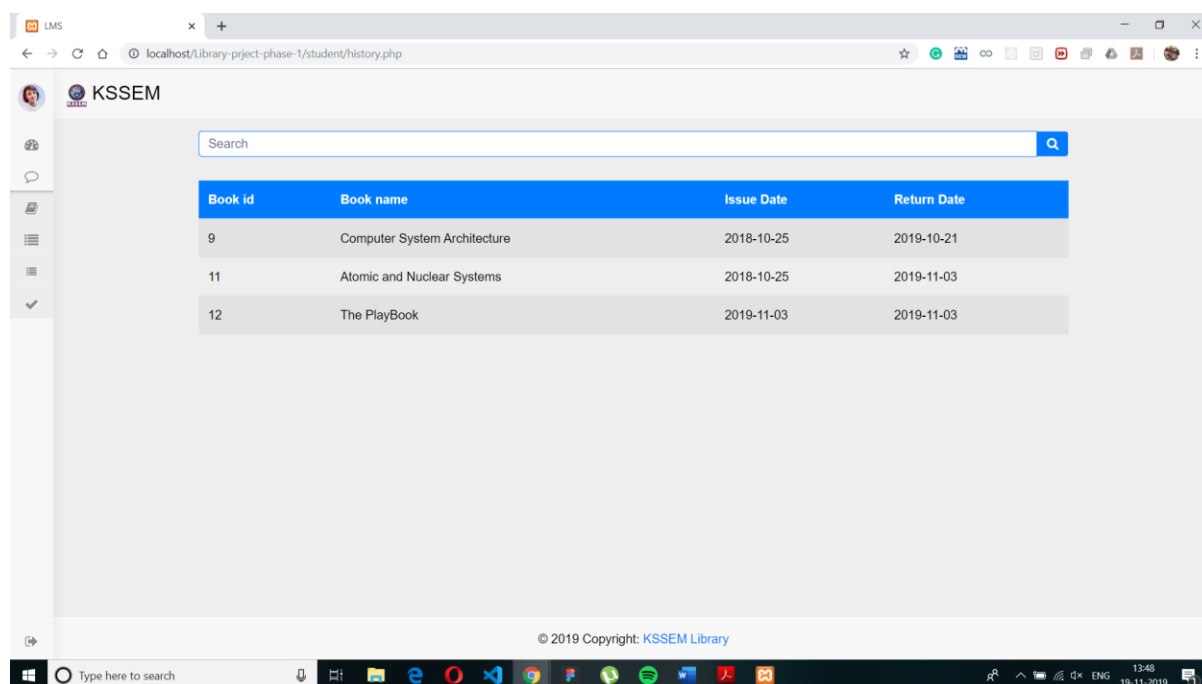 LMS
localhost/Library-prject-phase-1/student/history.php
KSSEM
Search
Book id Book name Issue Date Return Date
9 Computer System Architecture 2018-10-25 2019-10-21
11 Atomic and Nuclear Systems 2018-10-25 2019-11-03
12 The PlayBook 2019-11-03 2019-11-03
© 2019 Copyright: KSSEM Library
Type here to search
ENG
13:48
19-11-2019